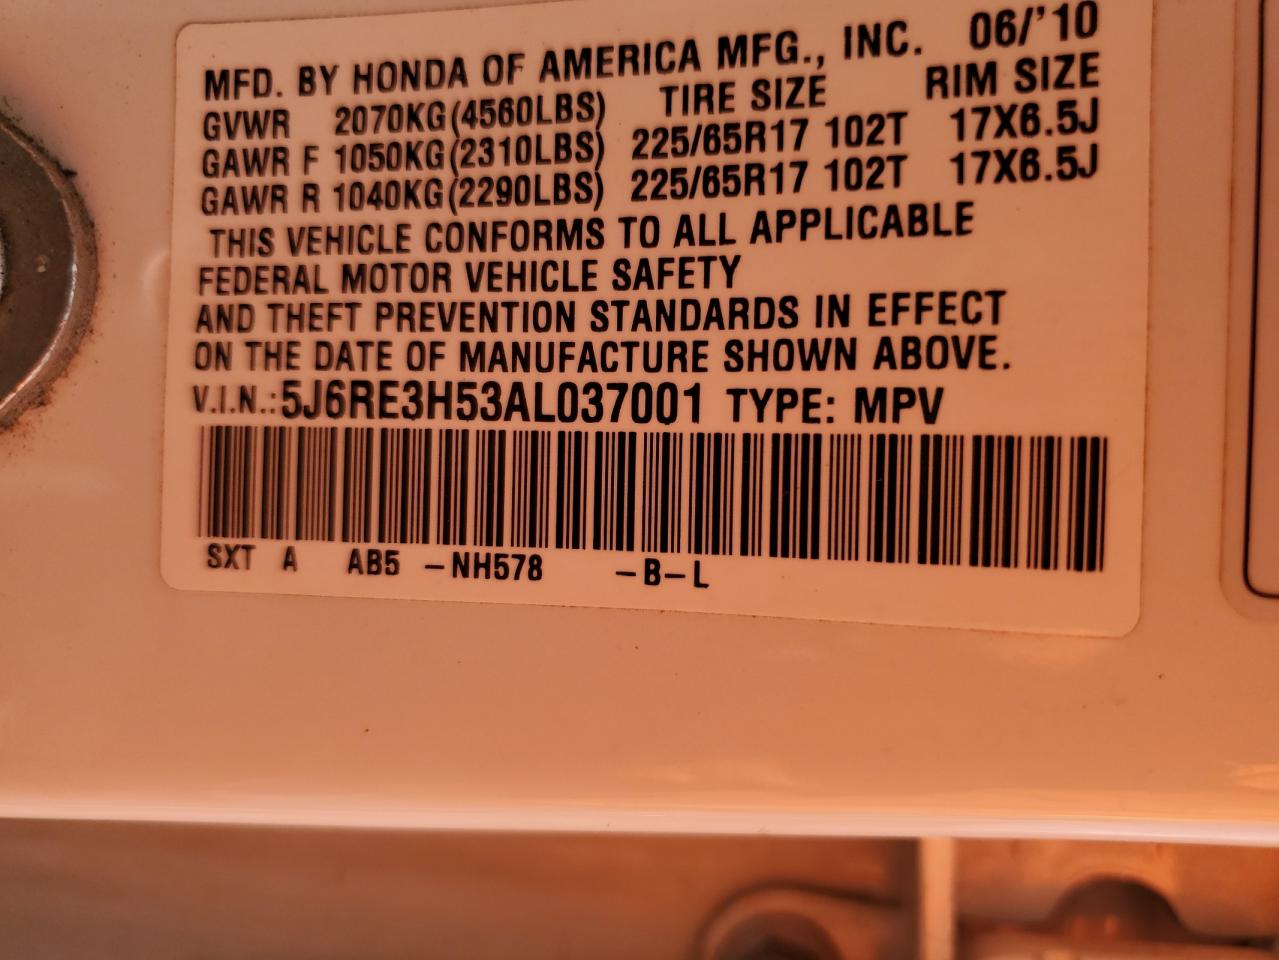 MFD. BY HONDA OF AMERICA MFG., INC. 06/'10
GVWR 2070KG(4560LBS) TIRE SIZE RIM SIZE
GAWR F 1050KG(2310LBS) 225/65R17 102T 17X6.5J
GAWR R 1040KG(2290LBS) 225/65R17 102T 17X6.5J
THIS VEHICLE CONFORMS TO ALL APPLICABLE
FEDERAL MOTOR VEHICLE SAFETY
AND THEFT PREVENTION STANDARDS IN EFFECT
ON THE DATE OF MANUFACTURE SHOWN ABOVE.
V.I.N.:5J6RE3H53AL037001 TYPE: MPV
SXT A AB5 -NH578 -B-L